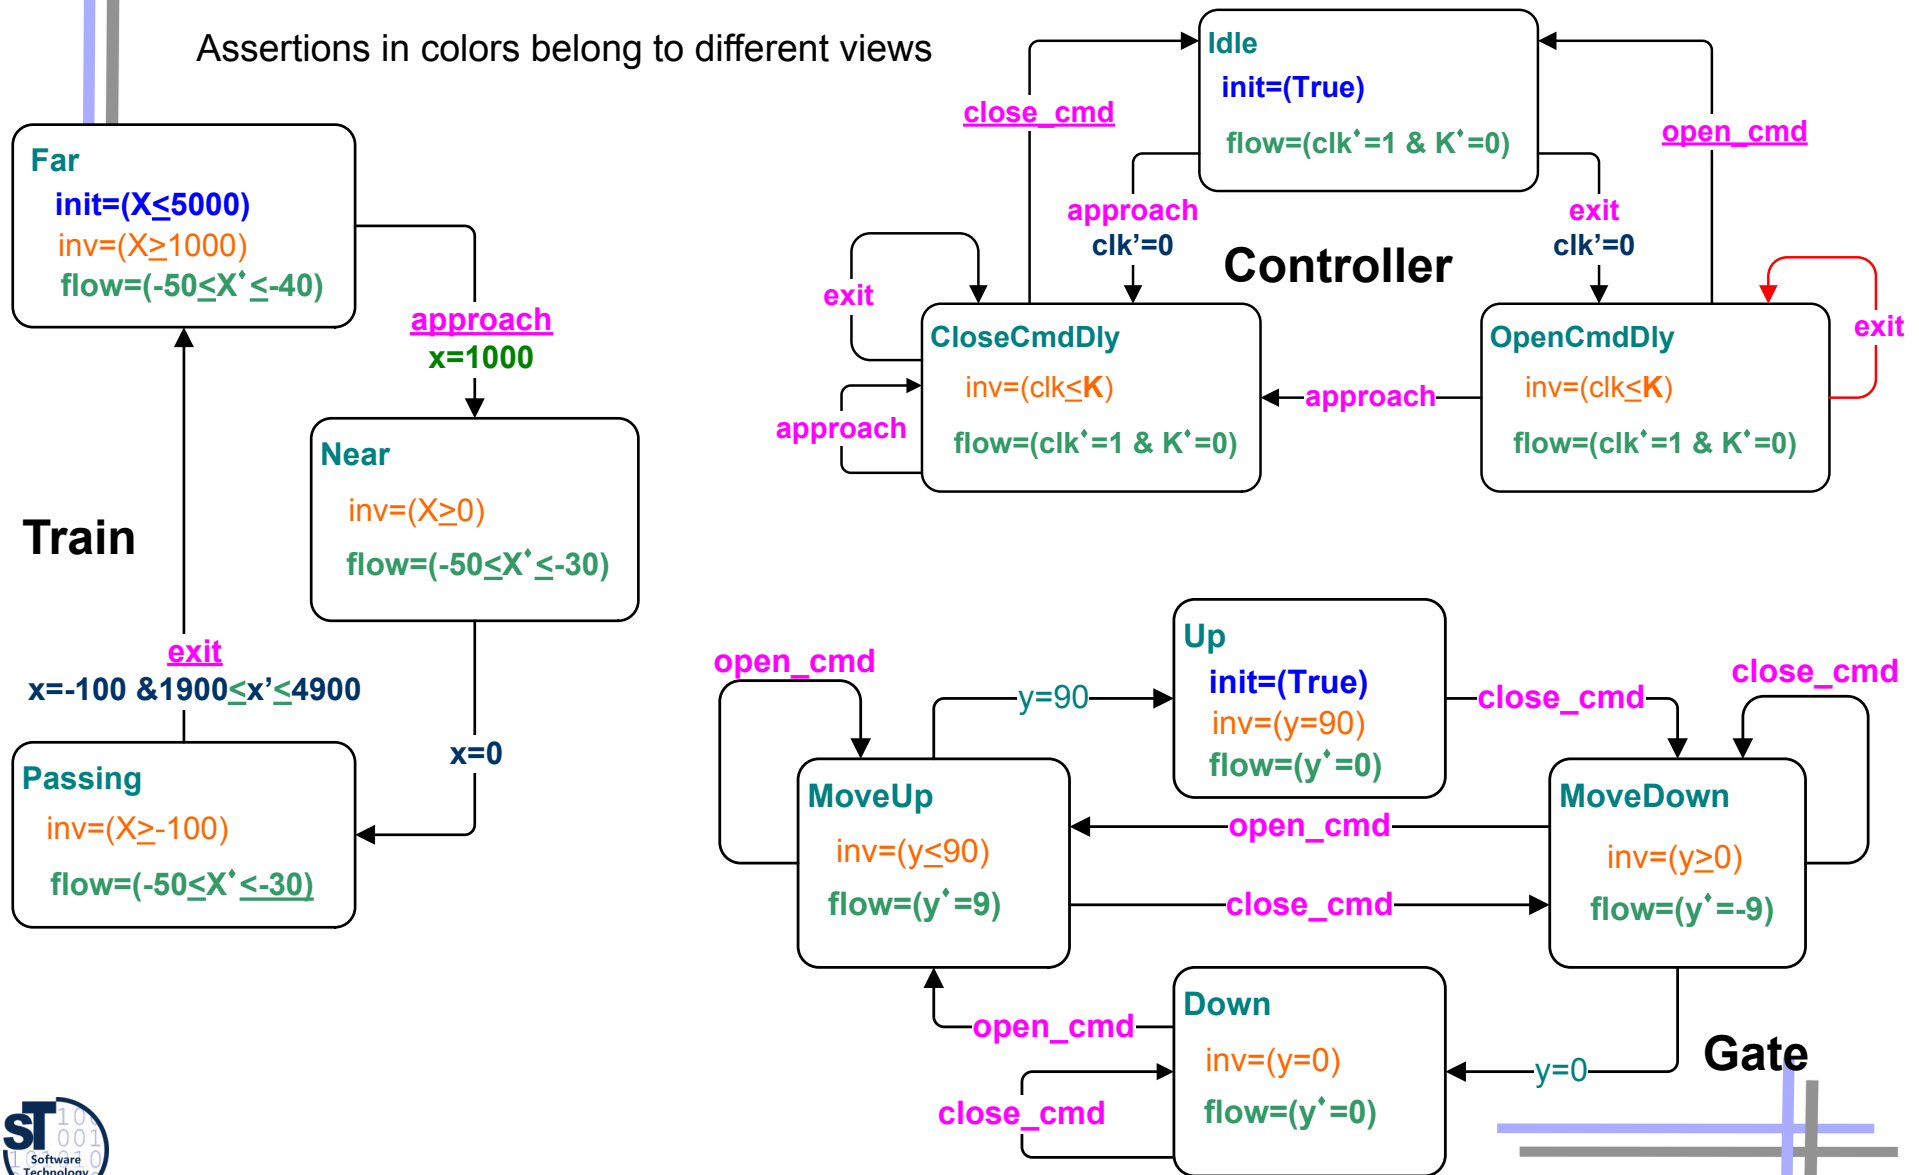 Assertions in colors belong to different views
Far
init=(X≤5000)
inv=(X≥1000)
flow=(-50≤X♦≤-40)
approach
x=1000
Near
inv=(X≥0)
flow=(-50≤X♦≤-30)
Train
exit
x=-100 &1900≤x’≤4900
x=0
Passing
inv=(X≥-100)
flow=(-50≤X♦≤-30)
Idle
init=(True)
flow=(clk♦=1 & K♦=0)
close_cmd
open_cmd
approach
clk’=0
exit
clk’=0
Controller
exit
exit
CloseCmdDly
inv=(clk≤K)
flow=(clk♦=1 & K♦=0)
approach
approach
OpenCmdDly
inv=(clk≤K)
flow=(clk♦=1 & K♦=0)
Up
init=(True)
inv=(y=90)
flow=(y♦=0)
open_cmd
y=90
close_cmd
close_cmd
MoveUp
inv=(y≤90)
flow=(y♦=9)
open_cmd
close_cmd
MoveDown
inv=(y≥0)
flow=(y♦=-9)
Down
inv=(y=0)
flow=(y♦=0)
open_cmd
close_cmd
y=0
Gate
ST
Software
Technology